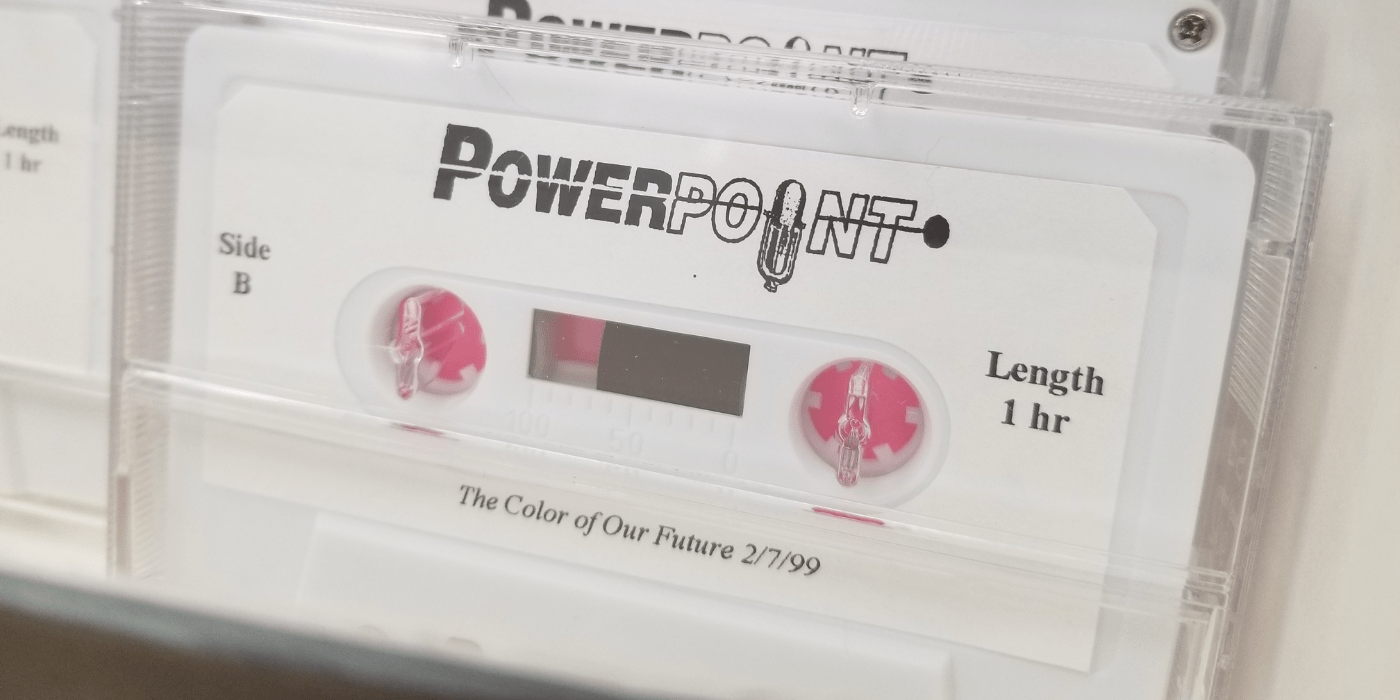 POWERPOINT
Length
1 hr
POWERPOINT
Side
B
Length
1 hr
100 50 0
The Color of Our Future 2/7/99